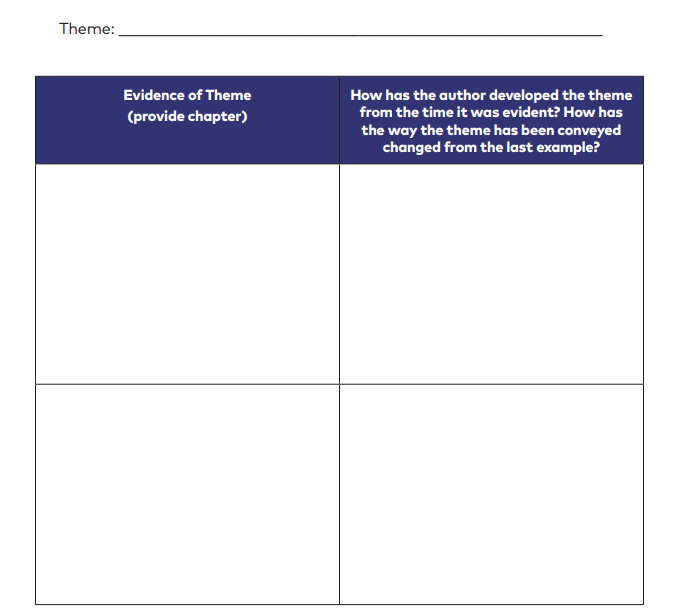 Theme:
Evidence of Theme
(provide chapter)
How has the author developed the theme
from the time it was evident? How has
the way the theme has been conveyed
changed from the last example?